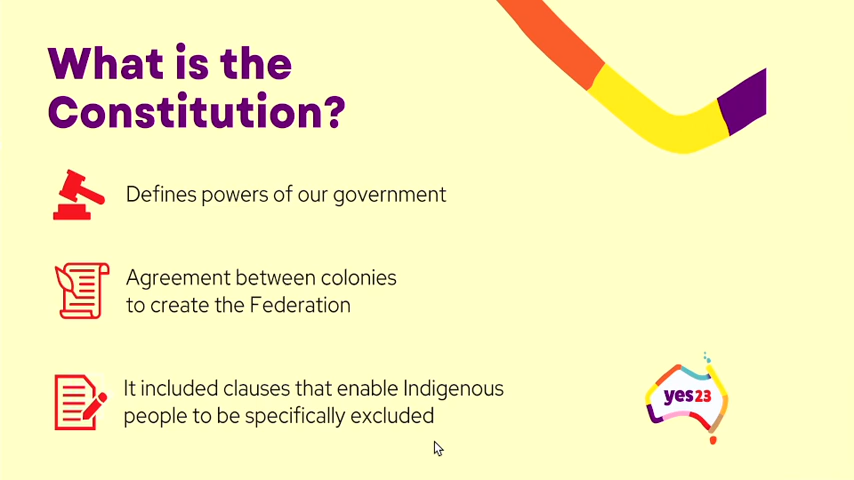 What is the
Constitution?
Defines powers of our government
Agreement between colonies
to create the Federation
It included clauses that enable Indigenous
people to be specifically excluded
yes23